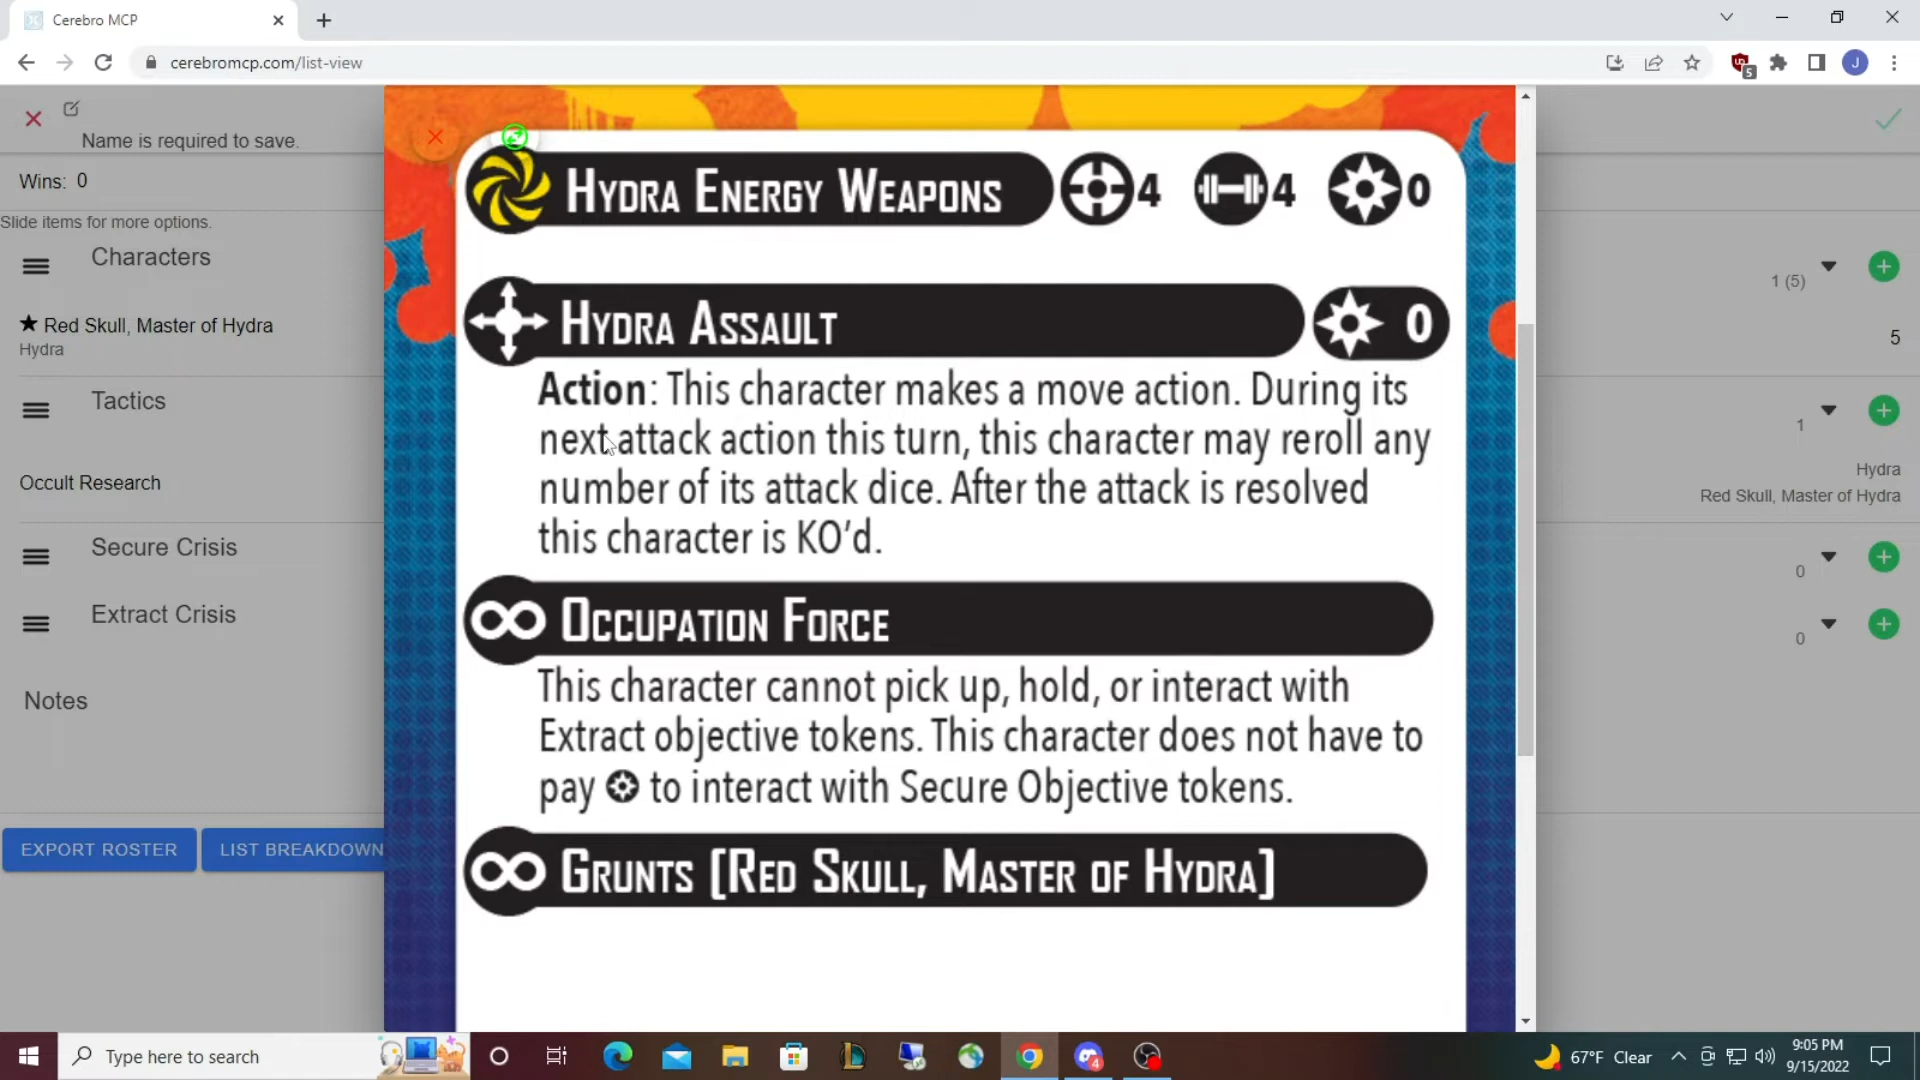 Cerebro MCP
cerebromcp.com/list-view
5
J
Name is required to save.
Wins: 0
Slide items for more options.
Characters
1 (5)
Red Skull, Master of Hydra
Hydra
5
Tactics
1
Occult Research
Hydra
Red Skull, Master of Hydra
Secure Crisis
0
Extract Crisis
0
Notes
EXPORT ROSTER
LIST BREAKDOWN
HYDRA ENERGY WEAPONS 4 4 0
HYDRA ASSAULT 0
Action: This character makes a move action. During its
next attack action this turn, this character may reroll any
number of its attack dice. After the attack is resolved
this character is KO'd.
OCCUPATION FORCE
This character cannot pick up, hold, or interact with
Extract objective tokens. This character does not have to
pay to interact with Secure Objective tokens.
GRUNTS [RED SKULL, MASTER OF HYDRA]
Type here to search
4
67°F Clear
9:05 PM
9/15/2022